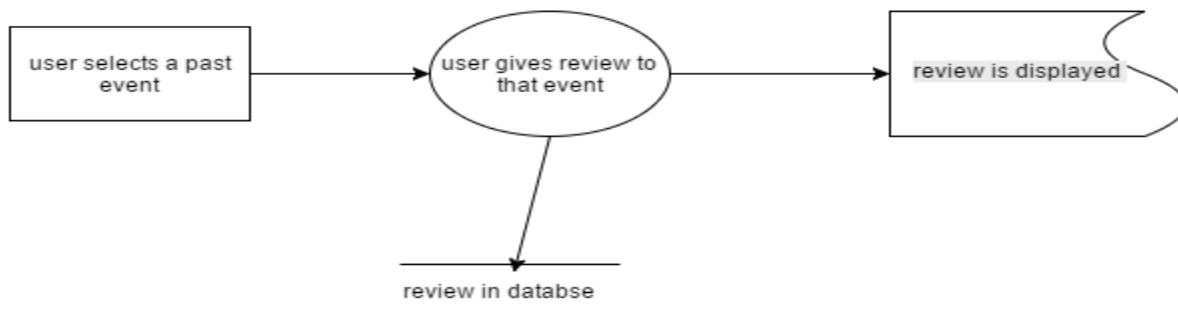 user selects a past
event
user gives review to
that event
review is displayed
review in databse